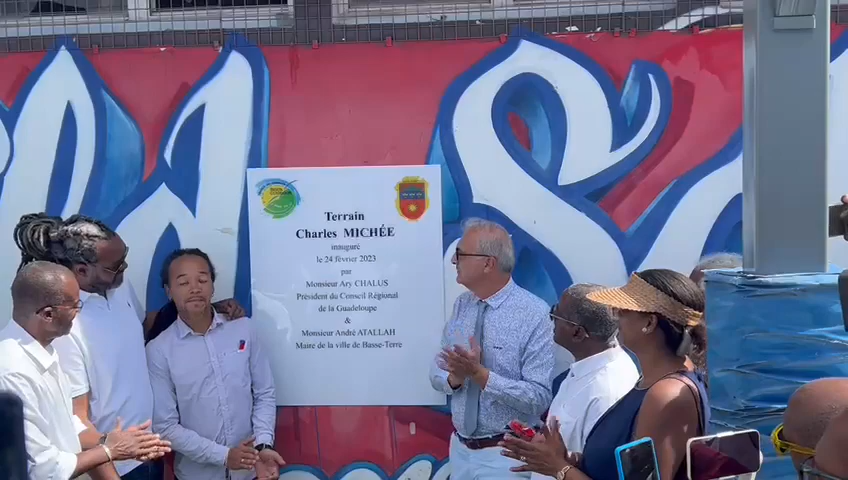 Terrain
Charles MICHÉE
inauguré
le 24 février 2023
par
Monsieur Ary CHALUS
Président du Conseil Régional
de la Guadeloupe
&
Monsieur André ATALLAH
Maire de la ville de Basse-Terre